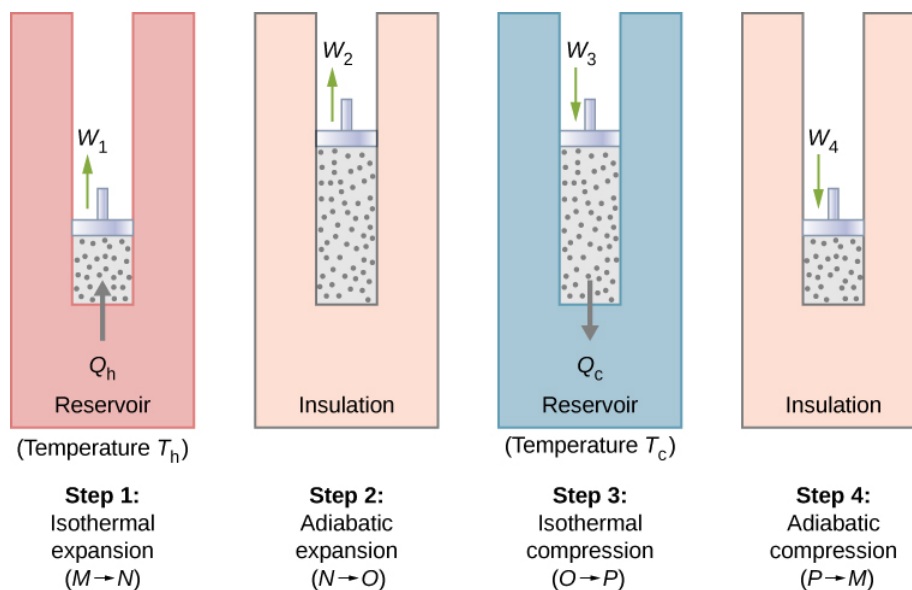 W1
Qh
Reservoir
(Temperature Th)
Step 1:
Isothermal
expansion
(M→N)
W2
Insulation
Step 2:
Adiabatic
expansion
(N→O)
W3
Qc
Reservoir
(Temperature Tc)
Step 3:
Isothermal
compression
(O→P)
W4
Insulation
Step 4:
Adiabatic
compression
(P→M)